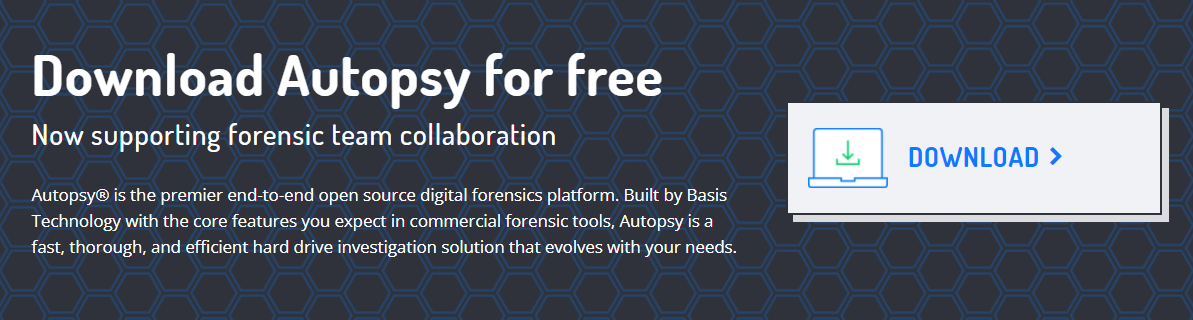 Download Autopsy for free
Now supporting forensic team collaboration
Autopsy® is the premier end-to-end open source digital forensics platform. Built by Basis
Technology with the core features you expect in commercial forensic tools, Autopsy is a
fast, thorough, and efficient hard drive investigation solution that evolves with your needs.
DOWNLOAD